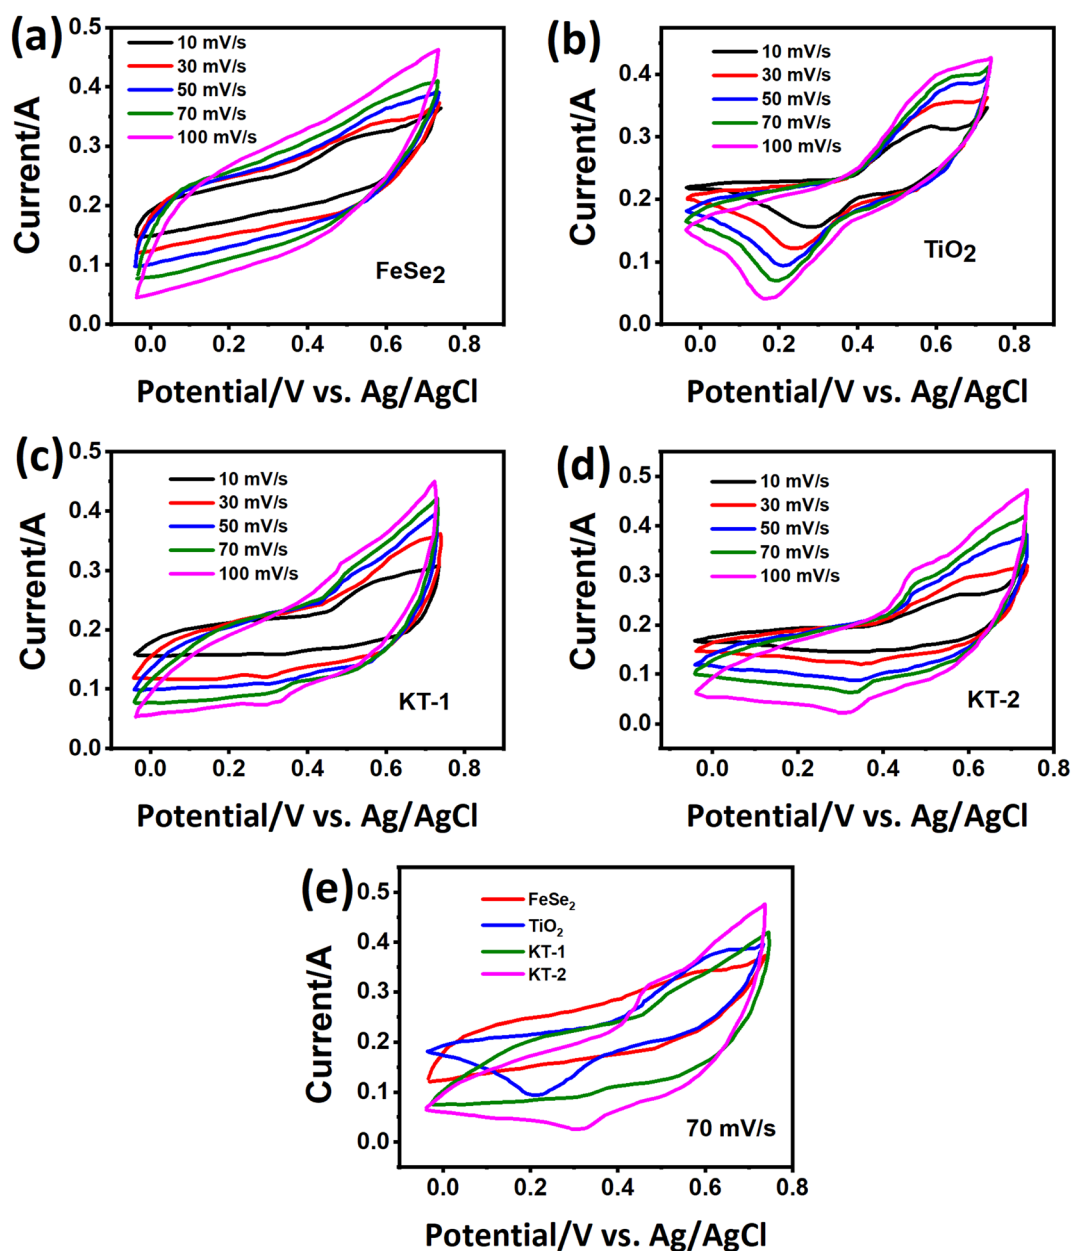 (a)
0.5
0.4
0.3
0.2
0.1
0.0
Current/A
10 mV/s
30 mV/s
50 mV/s
70 mV/s
100 mV/s
FeSe2
0.0 0.2 0.4 0.6 0.8
Potential/V vs. Ag/AgCl
(b)
0.4
0.3
0.2
0.1
0.0
Current/A
10 mV/s
30 mV/s
50 mV/s
70 mV/s
100 mV/s
TiO2
0.0 0.2 0.4 0.6 0.8
Potential/V vs. Ag/AgCl
(c)
0.5
0.4
0.3
0.2
0.1
0.0
Current/A
10 mV/s
30 mV/s
50 mV/s
70 mV/s
100 mV/s
KT-1
0.0 0.2 0.4 0.6 0.8
Potential/V vs. Ag/AgCl
(d)
0.5
0.4
0.3
0.2
0.1
0.0
Current/A
10 mV/s
30 mV/s
50 mV/s
70 mV/s
100 mV/s
KT-2
0.0 0.2 0.4 0.6 0.8
Potential/V vs. Ag/AgCl
(e)
0.5
0.4
0.3
0.2
0.1
0.0
Current/A
FeSe2
TiO2
KT-1
KT-2
70 mV/s
0.0 0.2 0.4 0.6 0.8
Potential/V vs. Ag/AgCl